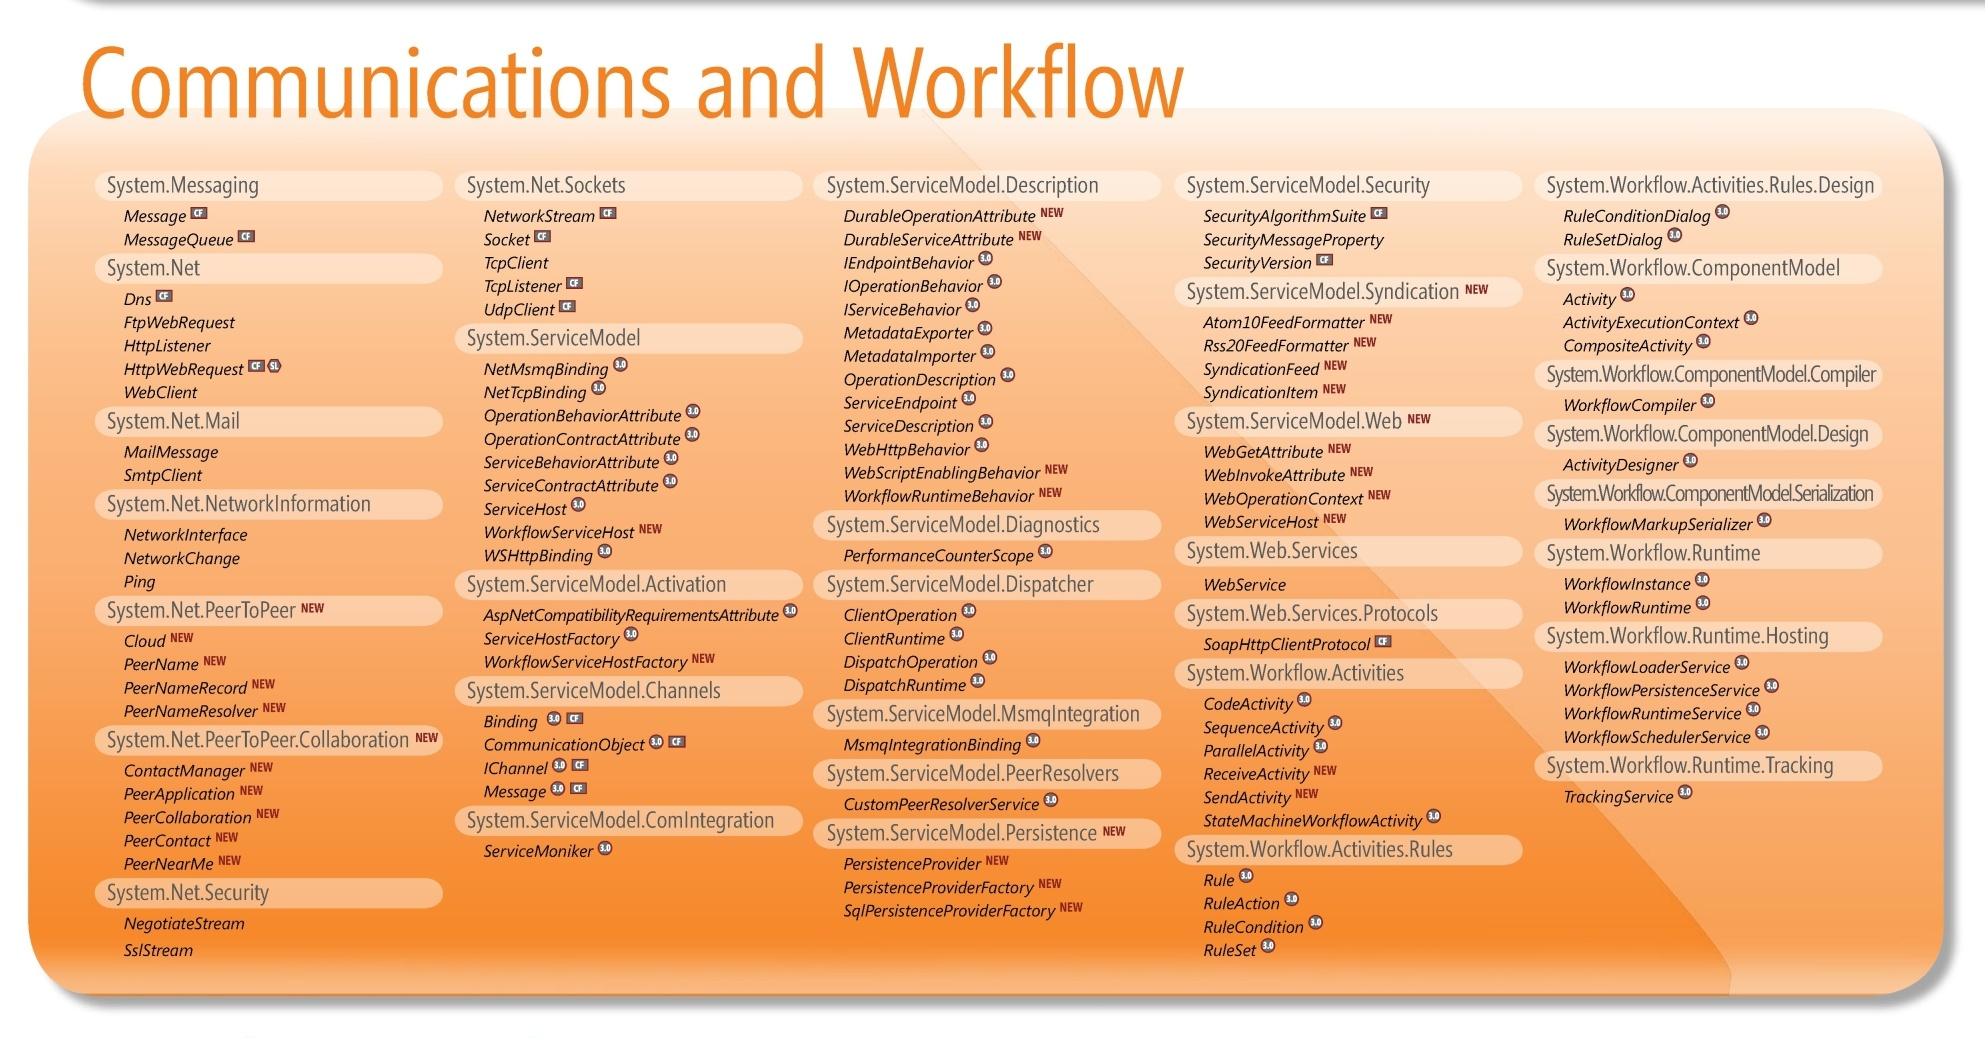 Communications and Workflow
System.Messaging
Message CF
MessageQueue CF
System.Net
Dns CF
FtpWebRequest
HttpListener
HttpWebRequest CF SL
WebClient
System.Net.Mail
MailMessage
SmtpClient
System.Net.NetworkInformation
NetworkInterface
NetworkChange
Ping
System.Net.PeerToPeer NEW
Cloud NEW
PeerName NEW
PeerNameRecord NEW
PeerNameResolver NEW
System.Net.PeerToPeer.Collaboration NEW
ContactManager NEW
PeerApplication NEW
PeerCollaboration NEW
PeerContact NEW
PeerNearMe NEW
System.Net.Security
NegotiateStream
SslStream
System.Net.Sockets
NetworkStream CF
Socket CF
TcpClient
TcpListener CF
UdpClient CF
System.ServiceModel
NetMsmqBinding 3.0
NetTcpBinding 3.0
OperationBehaviorAttribute 3.0
OperationContractAttribute 3.0
ServiceBehaviorAttribute 3.0
ServiceContractAttribute 3.0
ServiceHost 3.0
WorkflowServiceHost NEW
WSHttpBinding 3.0
System.ServiceModel.Activation
AspNetCompatibilityRequirementsAttribute 3.0
ServiceHostFactory 3.0
WorkflowServiceHostFactory NEW
System.ServiceModel.Channels
Binding 3.0 CF
CommunicationObject 3.0 CF
IChannel 3.0 CF
Message 3.0 CF
System.ServiceModel.ComIntegration
ServiceMoniker 3.0
System.ServiceModel.Description
DurableOperationAttribute NEW
DurableServiceAttribute NEW
IEndpointBehavior 3.0
IOperationBehavior 3.0
IServiceBehavior 3.0
MetadataExporter 3.0
MetadataImporter 3.0
OperationDescription 3.0
ServiceEndpoint 3.0
ServiceDescription 3.0
WebHttpBehavior 3.0
WebScriptEnablingBehavior NEW
WorkflowRuntimeBehavior NEW
System.ServiceModel.Diagnostics
PerformanceCounterScope 3.0
System.ServiceModel.Dispatcher
ClientOperation 3.0
ClientRuntime 3.0
DispatchOperation 3.0
DispatchRuntime 3.0
System.ServiceModel.MsmqIntegration
MsmqIntegrationBinding 3.0
System.ServiceModel.PeerResolvers
CustomPeerResolverService 3.0
System.ServiceModel.Persistence NEW
PersistenceProvider NEW
PersistenceProviderFactory NEW
SqlPersistenceProviderFactory NEW
System.ServiceModel.Security
SecurityAlgorithmSuite CF
SecurityMessageProperty
SecurityVersion CF
System.ServiceModel.Syndication NEW
Atom10FeedFormatter NEW
Rss20FeedFormatter NEW
SyndicationFeed NEW
SyndicationItem NEW
System.ServiceModel.Web NEW
WebGetAttribute NEW
WebInvokeAttribute NEW
WebOperationContext NEW
WebServiceHost NEW
System.Web.Services
WebService
System.Web.Services.Protocols
SoapHttpClientProtocol CF
System.Workflow.Activities
CodeActivity 3.0
SequenceActivity 3.0
ParallelActivity 3.0
ReceiveActivity NEW
SendActivity NEW
StateMachineWorkflowActivity 3.0
System.Workflow.Activities.Rules
Rule 3.0
RuleAction 3.0
RuleCondition 3.0
RuleSet 3.0
System.Workflow.Activities.Rules.Design
RuleConditionDialog 3.0
RuleSetDialog 3.0
System.Workflow.ComponentModel
Activity 3.0
ActivityExecutionContext 3.0
CompositeActivity 3.0
System.Workflow.ComponentModel.Compiler
WorkflowCompiler 3.0
System.Workflow.ComponentModel.Design
ActivityDesigner 3.0
System.Workflow.ComponentModel.Serialization
WorkflowMarkupSerializer 3.0
System.Workflow.Runtime
WorkflowInstance 3.0
WorkflowRuntime 3.0
System.Workflow.Runtime.Hosting
WorkflowLoaderService 3.0
WorkflowPersistenceService 3.0
WorkflowRuntimeService 3.0
WorkflowSchedulerService 3.0
System.Workflow.Runtime.Tracking
TrackingService 3.0